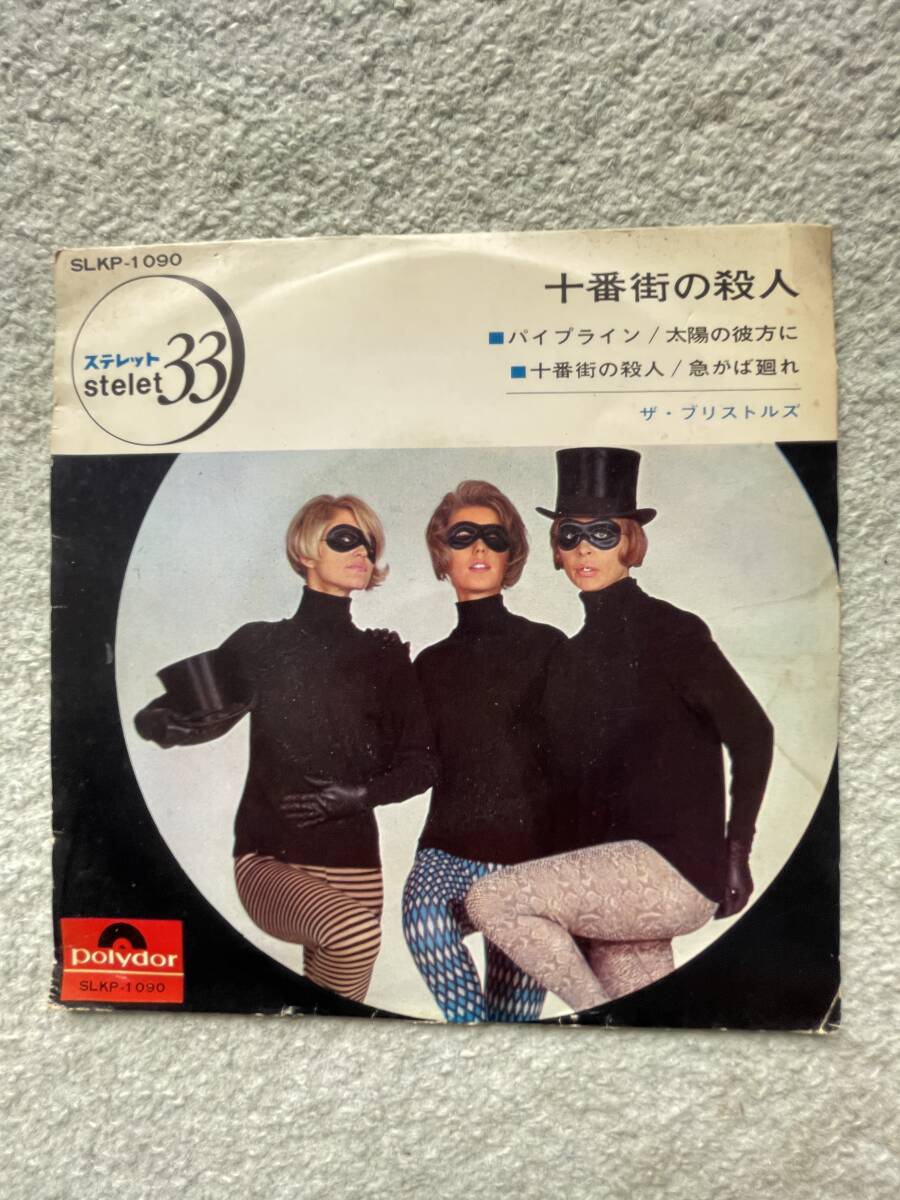 SLKP-1090
ステレット
stelet 33
十番街の殺人
■パイプライン/太陽の彼方に
■十番街の殺人/急がば廻れ
ザ・ブリストルズ
polydor
SLKP-1090